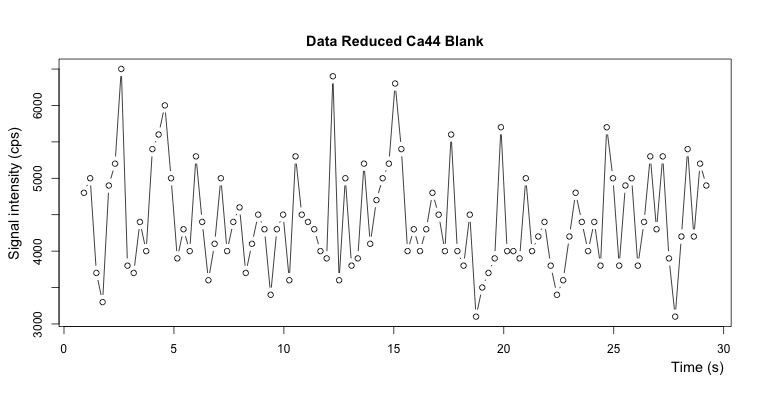 Data Reduced Ca44 Blank
Signal intensity (cps)
6000
5000
4000
3000
0 5 10 15 20 25 30
Time (s)